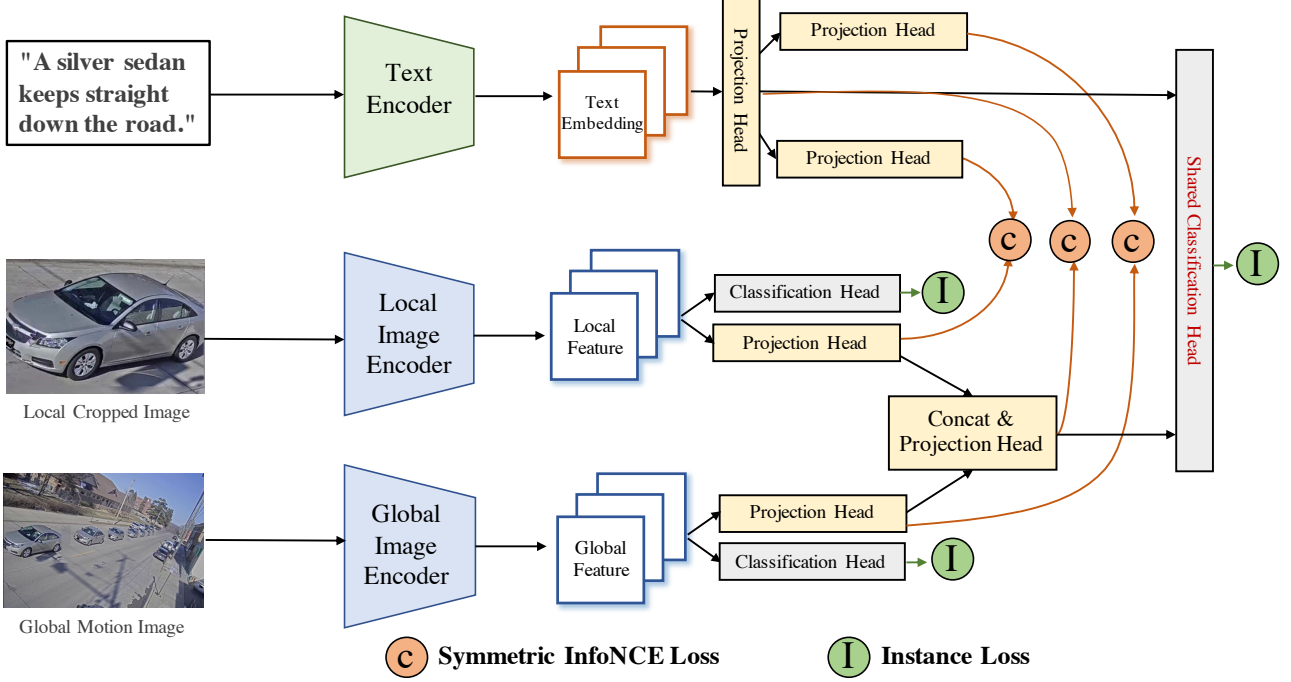 "A silver sedan
keeps straight
down the road."
Text
Encoder
Text
Embedding
Projection Head
Projection Head
Projection Head
c
c
c
Shared Classification Head
I
Local
Image
Encoder
Local
Feature
Classification Head
I
Projection Head
Local Cropped Image
Concat &
Projection Head
Global
Image
Encoder
Global
Feature
Projection Head
Classification Head
I
Global Motion Image
c Symmetric InfoNCE Loss
I Instance Loss